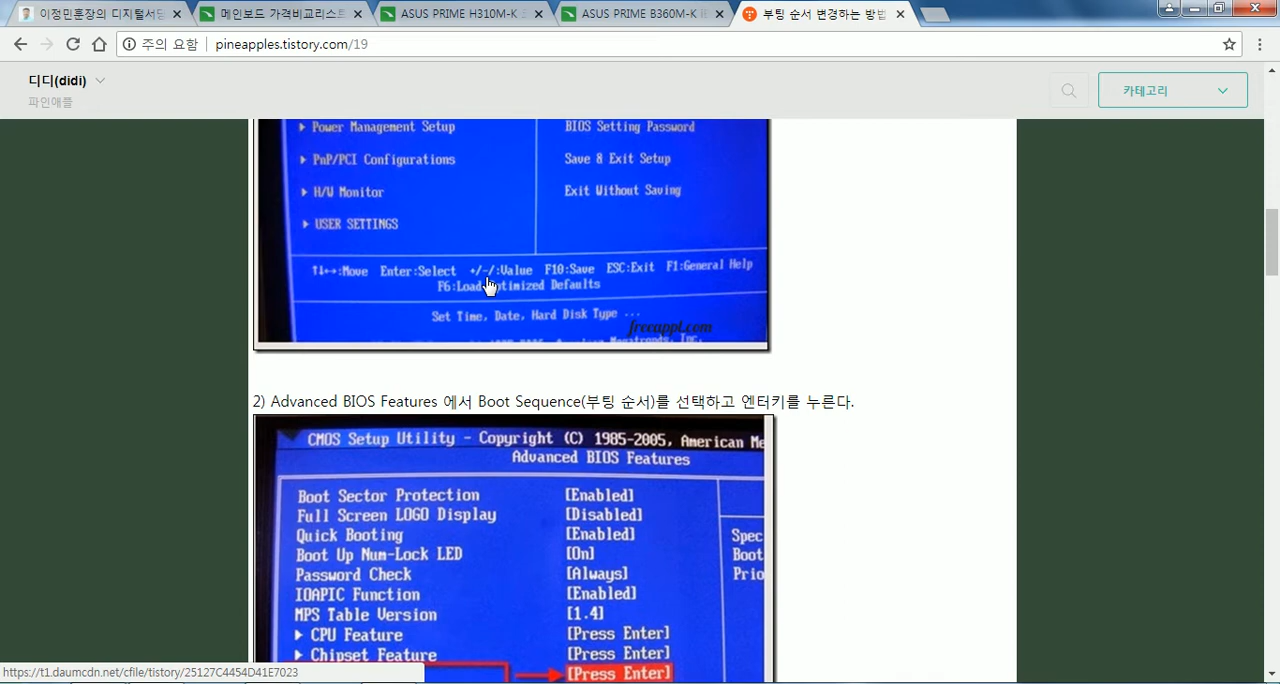 이정민훈장의 디지털서당
메인보드 가격비교리스트
ASUS PRIME H310M-K
ASUS PRIME B360M-K
부팅 순서 변경하는 방법
주의 요함
pineapples.tistory.com/19
디디(didi)
파인애플
카테고리
Power Management Setup
BIOS Setting Password
PnP/PCI Configurations
Save & Exit Setup
H/W Monitor
Exit Without Saving
USER SETTINGS
↑↓←→:Move Enter:Select +/-/:Value F10:Save ESC:Exit F1:General Help
F6:Load Optimized Defaults
Set Time, Date, Hard Disk Type ...
freeappl.com
American Megatrends, Inc.
2) Advanced BIOS Features 에서 Boot Sequence(부팅 순서)를 선택하고 엔터키를 누른다.
CMOS Setup Utility - Copyright (C) 1985-2005, American Me
Advanced BIOS Features
Boot Sector Protection [Enabled]
Full Screen LOGO Display [Disabled]
Quick Booting [Enabled]
Spec
Boot Up Num-Lock LED [On]
Boot
Password Check [Always]
Prio
IOAPIC Function [Enabled]
MPS Table Version [1.4]
CPU Feature [Press Enter]
Chipset Feature [Press Enter]
[Press Enter]
https://t1.daumcdn.net/cfile/tistory/25127C4454D41E7023